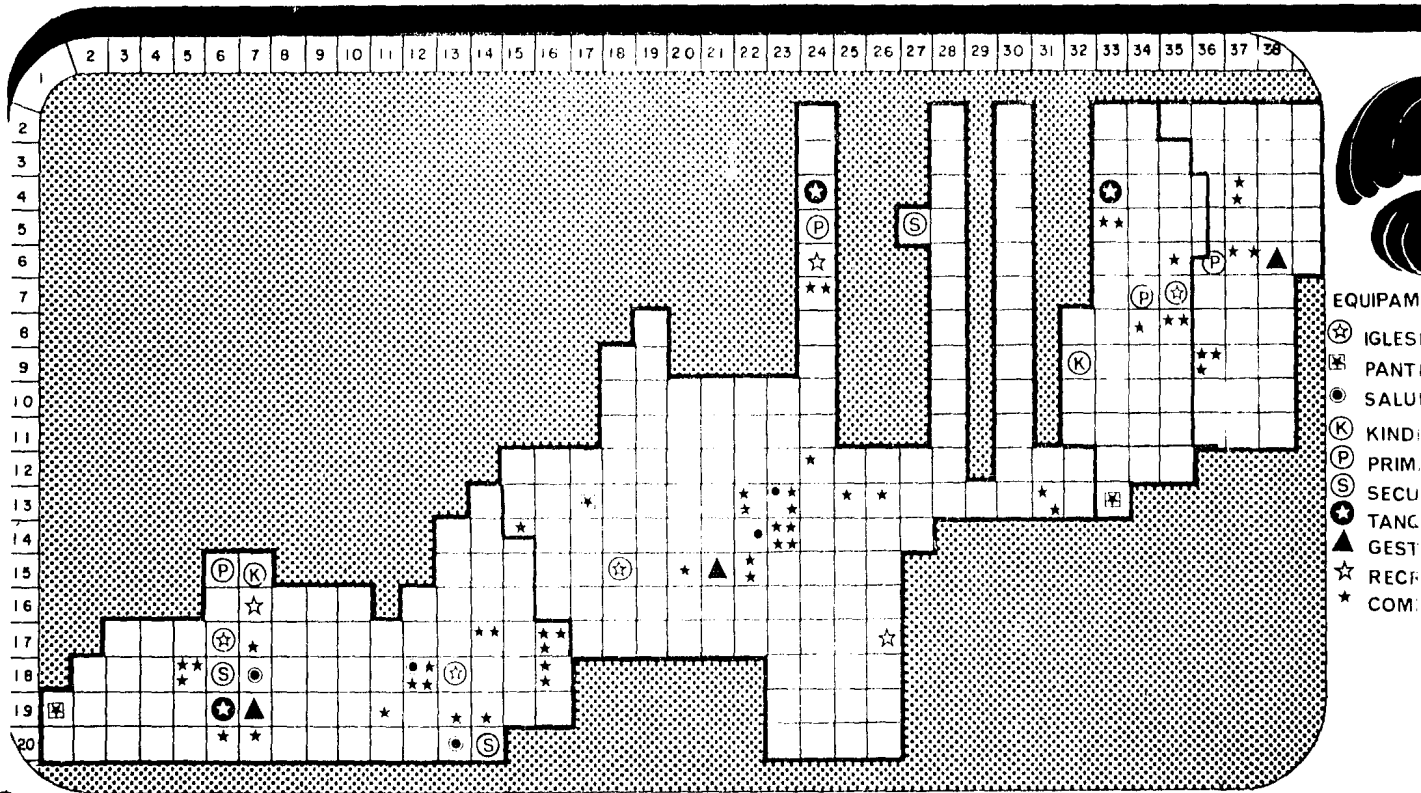 1 2 3 4 5 6 7 8 9 10 11 12 13 14 15 16 17 18 19 20 21 22 23 24 25 26 27 28 29 30 31 32 33 34 35 36 37 38
2
3
4
5
6
7
8
9
10
11
12
13
14
15
16
17
18
19
20
P
S
P
P
K
P
K
S
S
EQUIPAM
IGLES
PANT
SALU
K KIND
P PRIM
S SECU
TANC
GEST
RECR
COM